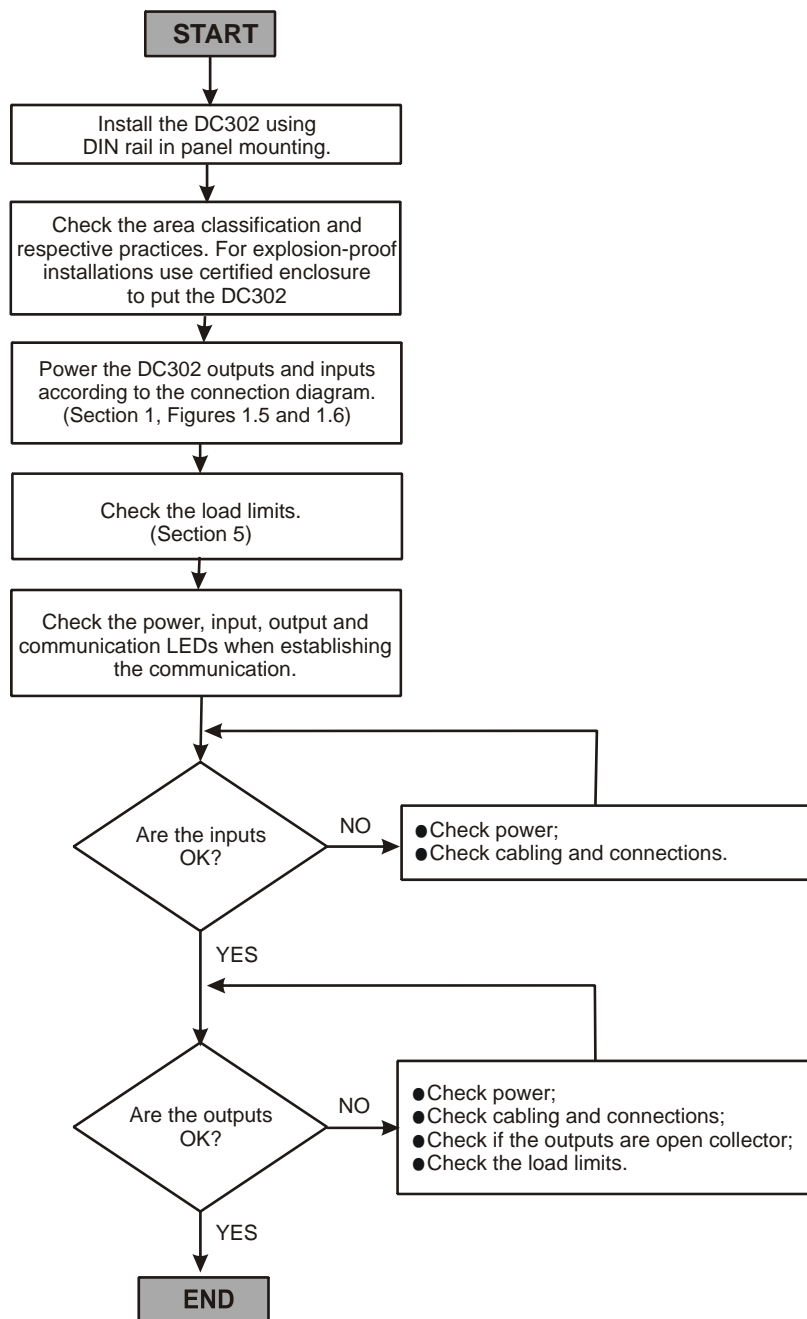 START
Install the DC302 using
DIN rail in panel mounting.
Check the area classification and
respective practices. For explosion-proof
installations use certified enclosure
to put the DC302
Power the DC302 outputs and inputs
according to the connection diagram.
(Section 1, Figures 1.5 and 1.6)
Check the load limits.
(Section 5)
Check the power, input, output and
communication LEDs when establishing
the communication.
Are the inputs
OK?
NO
●Check power;
●Check cabling and connections.
YES
Are the outputs
OK?
NO
●Check power;
●Check cabling and connections;
●Check if the outputs are open collector;
●Check the load limits.
YES
END